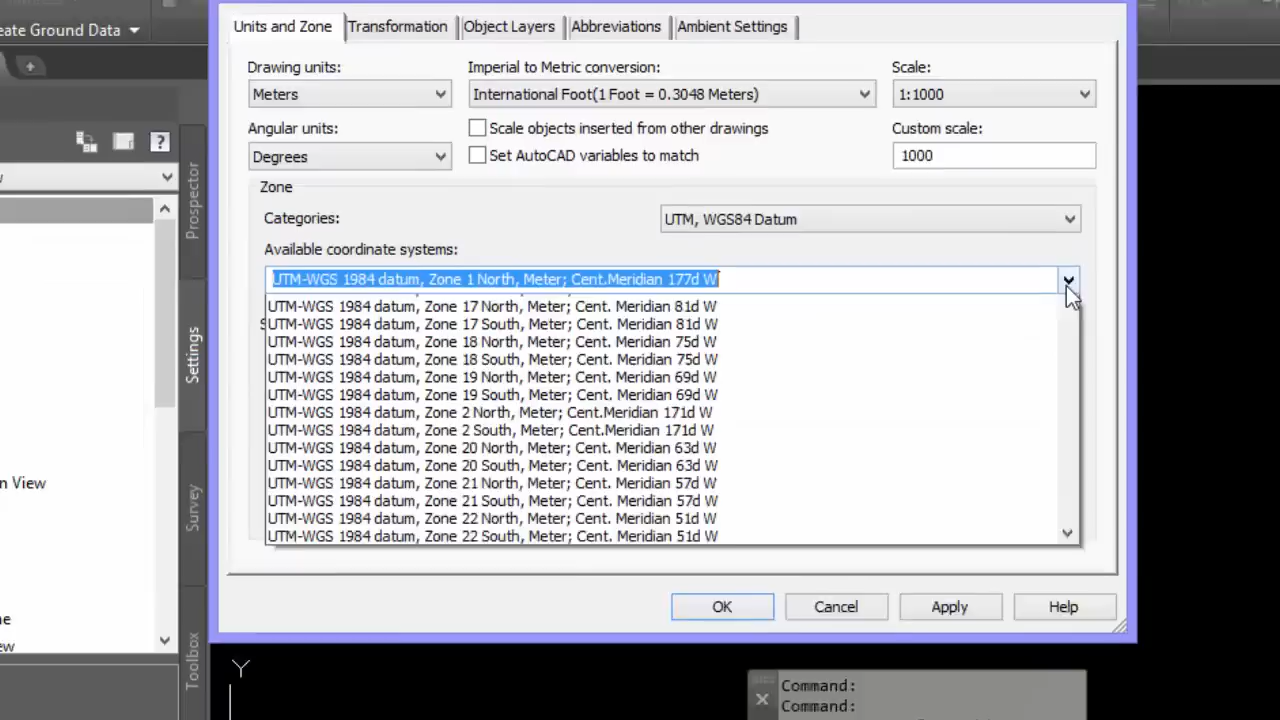 eate Ground Data
+
Units and Zone
Transformation
Object Layers
Abbreviations
Ambient Settings
Drawing units:
Imperial to Metric conversion:
Scale:
Meters
International Foot(1 Foot = 0.3048 Meters)
1:1000
Angular units:
Scale objects inserted from other drawings
Custom scale:
Degrees
Set AutoCAD variables to match
1000
Zone
Categories:
UTM, WGS84 Datum
Available coordinate systems:
UTM-WGS 1984 datum, Zone 1 North, Meter; Cent.Meridian 177d W
UTM-WGS 1984 datum, Zone 17 North, Meter; Cent. Meridian 81d W
UTM-WGS 1984 datum, Zone 17 South, Meter; Cent. Meridian 81d W
UTM-WGS 1984 datum, Zone 18 North, Meter; Cent. Meridian 75d W
UTM-WGS 1984 datum, Zone 18 South, Meter; Cent. Meridian 75d W
UTM-WGS 1984 datum, Zone 19 North, Meter; Cent. Meridian 69d W
UTM-WGS 1984 datum, Zone 19 South, Meter; Cent. Meridian 69d W
UTM-WGS 1984 datum, Zone 2 North, Meter; Cent.Meridian 171d W
UTM-WGS 1984 datum, Zone 2 South, Meter; Cent.Meridian 171d W
UTM-WGS 1984 datum, Zone 20 North, Meter; Cent. Meridian 63d W
UTM-WGS 1984 datum, Zone 20 South, Meter; Cent. Meridian 63d W
UTM-WGS 1984 datum, Zone 21 North, Meter; Cent. Meridian 57d W
UTM-WGS 1984 datum, Zone 21 South, Meter; Cent. Meridian 57d W
UTM-WGS 1984 datum, Zone 22 North, Meter; Cent. Meridian 51d W
UTM-WGS 1984 datum, Zone 22 South, Meter; Cent. Meridian 51d W
OK
Cancel
Apply
Help
?
Prospector
Settings
Survey
Toolbox
n View
ne
ew
Y
Command:
Command: